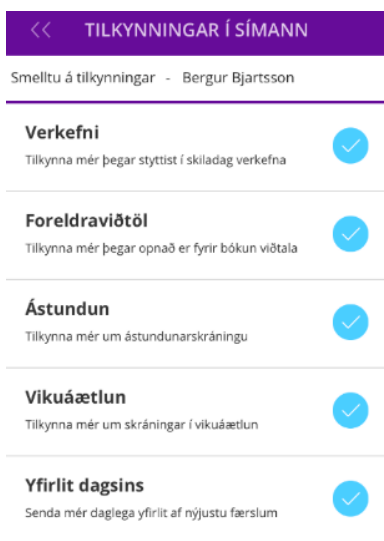 TILKYNNINGAR Í SÍMANN
Smelltu á tilkynningar - Bergur Bjartsson
Verkefni
Tilkynna mér þegar styttist í skiladag verkefna
Foreldraviðtöl
Tilkynna mér þegar opnað er fyrir bókun viðtala
Ástundun
Tilkynna mér um ástundunarskráningu
Vikuáætlun
Tilkynna mér um skráningar í vikuáætlun
Yfirlit dagsins
Senda mér daglega yfirlit af nýjustu færslum